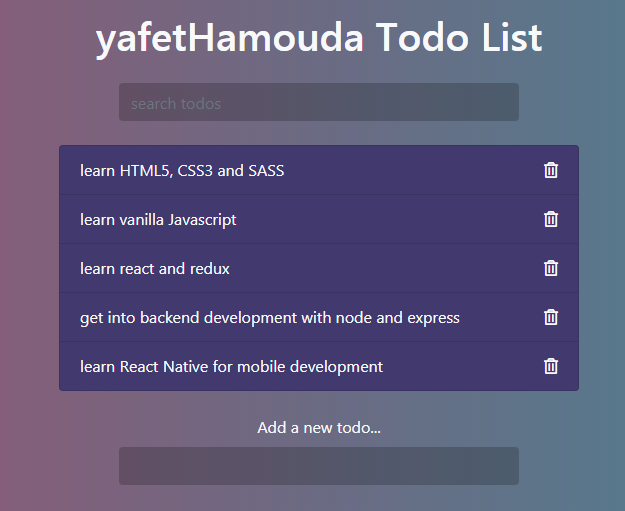 yafetHamouda Todo List
search todos
learn HTML5, CSS3 and SASS
learn vanilla Javascript
learn react and redux
get into backend development with node and express
learn React Native for mobile development
Add a new todo...